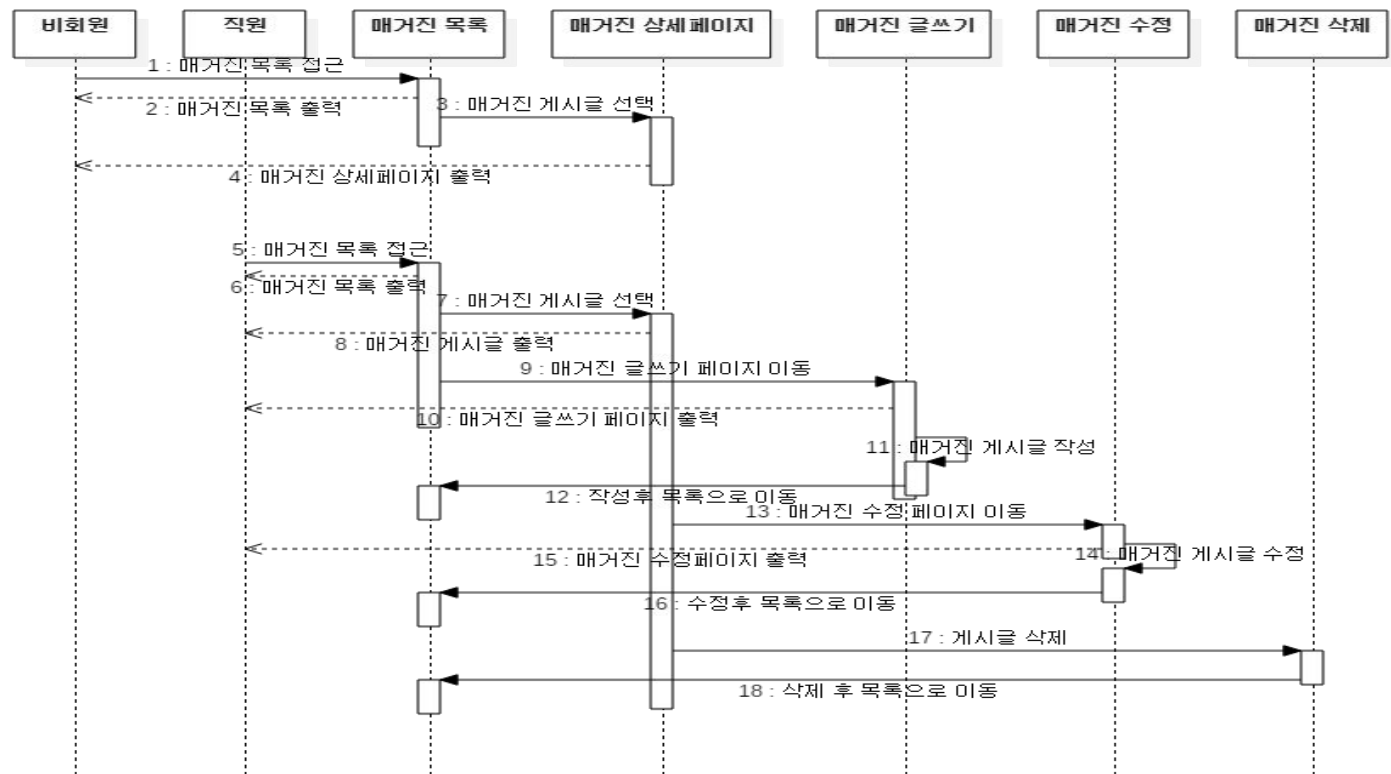 비회원
직원
매거진 목록
매거진 상세페이지
매거진 글쓰기
매거진 수정
매거진 삭제
1 : 매거진 목록 접근
2 : 매거진 목록 출력
3 : 매거진 게시글 선택
4 : 매거진 상세페이지 출력
5 : 매거진 목록 접근
6 : 매거진 목록 출력
7 : 매거진 게시글 선택
8 : 매거진 게시글 출력
9 : 매거진 글쓰기 페이지 이동
10 : 매거진 글쓰기 페이지 출력
11 : 매거진 게시글 작성
12 : 작성후 목록으로 이동
13 : 매거진 수정 페이지 이동
14 : 매거진 게시글 수정
15 : 매거진 수정페이지 출력
16 : 수정후 목록으로 이동
17 : 게시글 삭제
18 : 삭제 후 목록으로 이동